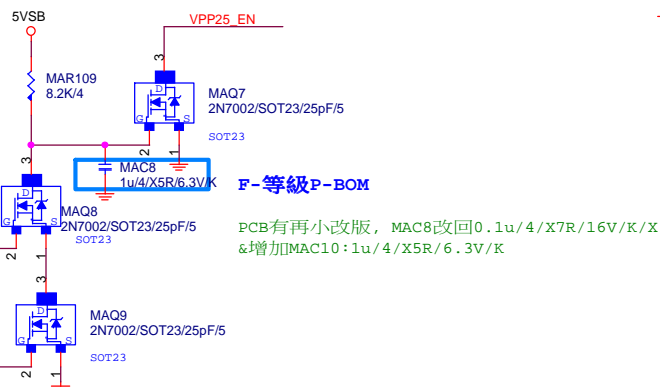 5VSB
VPP25_EN
MAR109
8.2K/4
3
D
G
S
MAQ7
2N7002/SOT23/25pF/5
SOT23
2
1
3
MAC8
1u/4/X5R/6.3V/K
F-等級P-BOM
D
G
S
MAQ8
2N7002/SOT23/25pF/5
SOT23
PCB有再小改版, MAC8改回0.1u/4/X7R/16V/K/X
&增加MAC10:1u/4/X5R/6.3V/K
2
1
3
D
G
S
MAQ9
2N7002/SOT23/25pF/5
SOT23
2
1